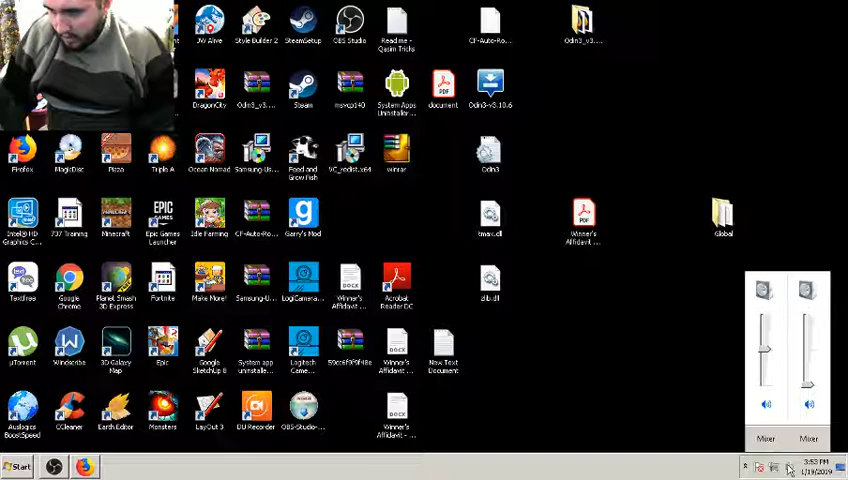 JW Alive
Style Builder 2
SteamSetup
OBS Studio
Read me -
Qasim Tricks
CF-Auto-Ro...
Odin3_v3....
DragonCity
Odin3_v3....
Steam
msvcp140
System Apps
Uninstaller...
document
Odin3-v3.10.6
Firefox
MagicDisc
Pizza
Triple A
Ocean Nomad
Samsung-Us...
Food and
Grow Fish
VC_redist.x64
winrar
Odin3
Intel® HD
Graphics C...
737 Training
Minecraft
Epic Games
Launcher
Idle Farming
CF-Auto-Ro...
Garry's Mod
tmax.dll
Winner's
Affidavit ...
Global
Textfree
Google
Chrome
Planet Smash
3D Express
Fortnite
Make More!
Samsung-U...
LogiCamera...
Winner's
Affidavit ...
Acrobat
Reader DC
zlib.dll
µTorrent
Windscribe
3D Galaxy
Map
Epic
Google
SketchUp 8
System app
uninstalle...
Logitech
Came...
59cc6f9f9f48e
Winner's
Affidavit ...
New Text
Document
Auslogics
BoostSpeed
CCleaner
Earth Editor
Monsters
LayOut 3
DU Recorder
OBS-Studio-...
Winner's
Affidavit - ...
Mixer
Mixer
Start
3:53 PM
1/19/2019